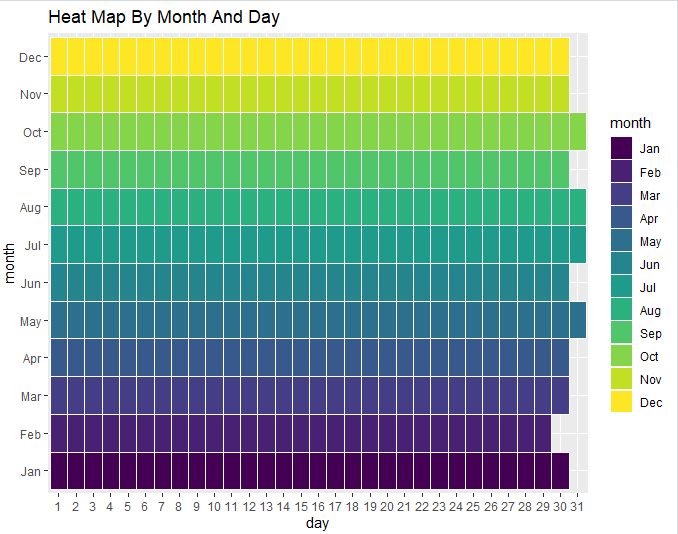 Heat Map By Month And Day
Dec
Nov
Oct
Sep
Aug
Jul
Jun
May
Apr
Mar
Feb
Jan
month
1 2 3 4 5 6 7 8 9 10 11 12 13 14 15 16 17 18 19 20 21 22 23 24 25 26 27 28 29 30 31
day
month
Jan
Feb
Mar
Apr
May
Jun
Jul
Aug
Sep
Oct
Nov
Dec